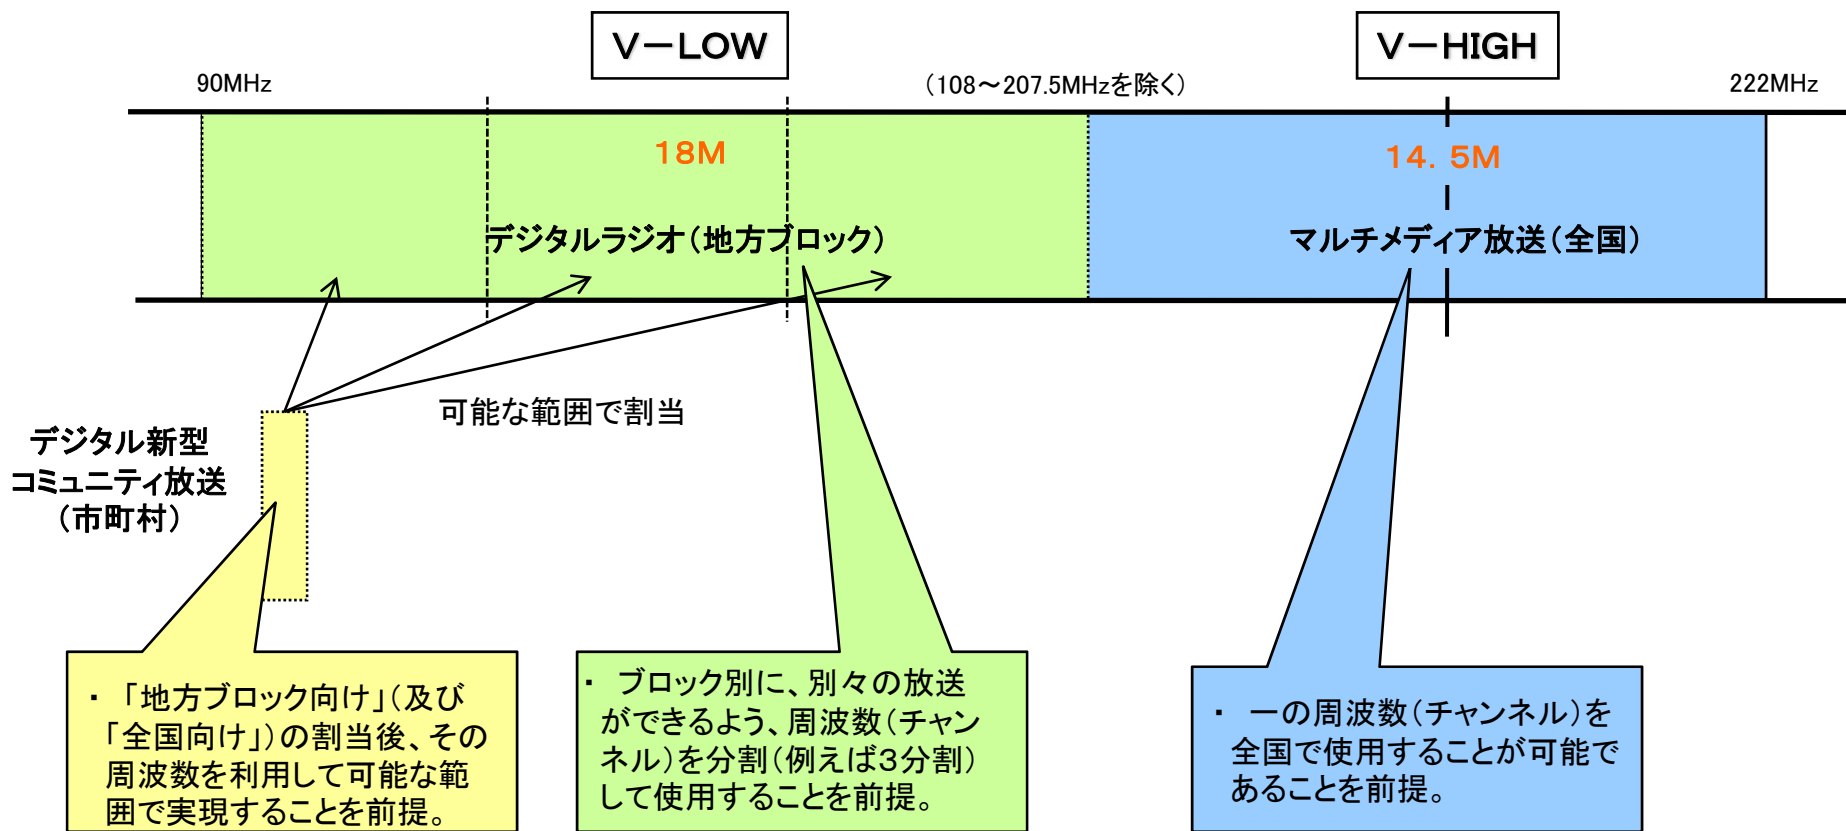 V－LOW
V－HIGH
90MHz
（108～207.5MHzを除く）
222MHz
18M
14．5M
デジタルラジオ（地方ブロック）
マルチメディア放送（全国）
可能な範囲で割当
デジタル新型
コミュニティ放送
（市町村）
・　「地方ブロック向け」（及び
「全国向け」）の割当後、その
周波数を利用して可能な範
囲で実現することを前提。
・　ブロック別に、別々の放送
ができるよう、周波数（チャン
ネル）を分割（例えば３分割）
して使用することを前提。
・　一の周波数（チャンネル）を
全国で使用することが可能で
あることを前提。